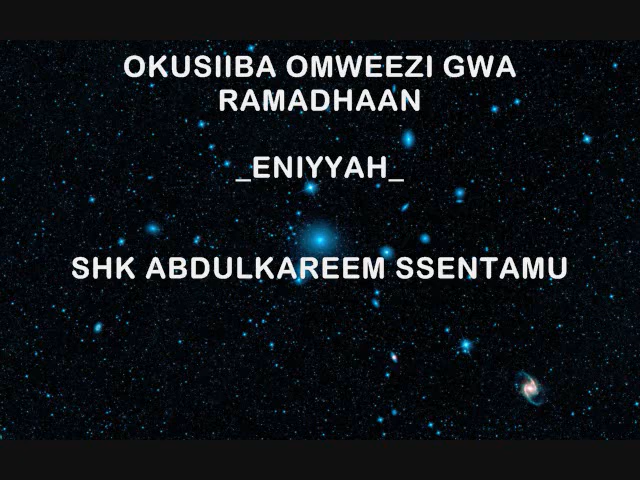 OKUSIIBA OMWEEZI GWA
RAMADHAAN
_ENIYYAH_
SHK ABDULKAREEM SSENTAMU